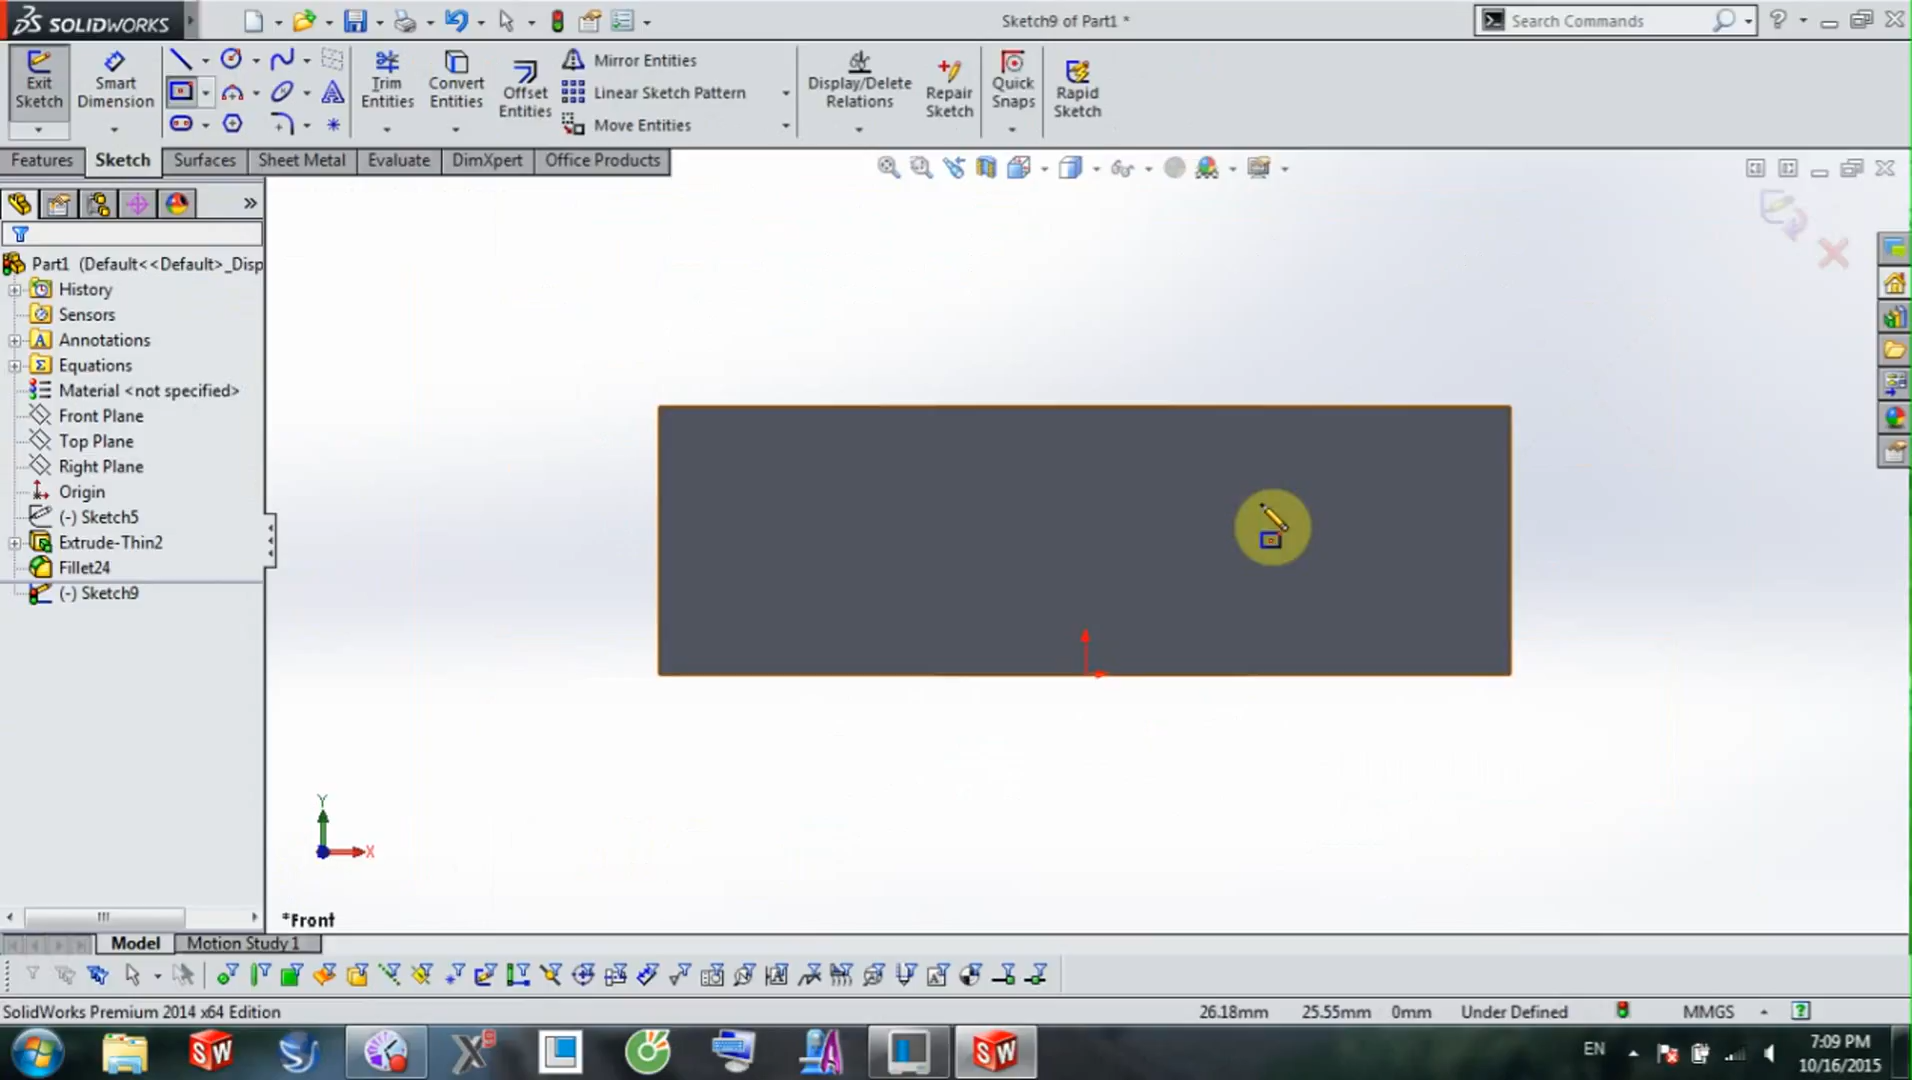 SOLIDWORKS
Sketch9 of Part1 *
Search Commands
Exit Sketch
Smart Dimension
Trim Entities
Convert Entities
Offset Entities
Mirror Entities
Linear Sketch Pattern
Move Entities
Display/Delete Relations
Repair Sketch
Quick Snaps
Rapid Sketch
Features
Sketch
Surfaces
Sheet Metal
Evaluate
DimXpert
Office Products
Part1 (Default<<Default>_Disp
History
Sensors
Annotations
Equations
Material <not specified>
Front Plane
Top Plane
Right Plane
Origin
(-) Sketch5
Extrude-Thin2
Fillet24
(-) Sketch9
Y
X
*Front
Model
Motion Study 1
SolidWorks Premium 2014 x64 Edition
26.18mm 25.55mm 0mm Under Defined MMGS
EN
7:09 PM
10/16/2015